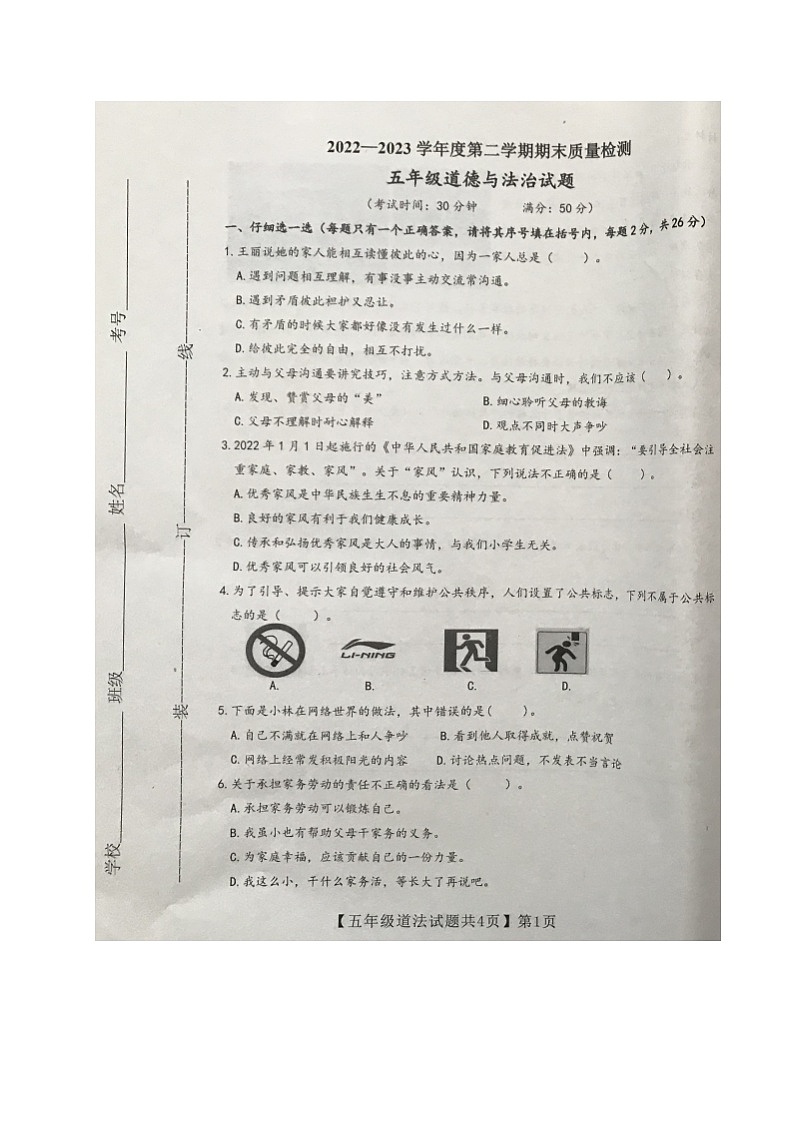 2022—2023 学年度第二学期期末质量检测
五年级道德与法治试题
（考试时间：30 分钟 满分：50 分）
一、仔细选一选（每题只有一个正确答案，请将其序号填在括号内，每题 2 分，共 26 分）
1. 王丽说她的家人能相互读懂彼此的心，因为一家人总是（ ）。
A. 遇到问题相互理解，有事没事主动交流常沟通。
B. 遇到矛盾彼此袒护又忍让。
C. 有矛盾的时候大家都好像没有发生过什么一样。
D. 给彼此完全的自由，相互不打扰。
2. 主动与父母沟通要讲究技巧，注意方式方法。与父母沟通时，我们不应该（ ）。
A. 发现、赞赏父母的“美” B. 细心聆听父母的教诲
C. 父母不理解时耐心解释 D. 观点不同时大声争吵
3. 2022 年 1 月 1 日起施行的《中华人民共和国家庭教育促进法》中强调：“要引导全社会注
重家庭、家教、家风”。关于“家风”认识，下列说法不正确的是（ ）。
A. 优秀家风是中华民族生生不息的重要精神力量。
B. 良好的家风有利于我们健康成长。
C. 传承和弘扬优秀家风是大人的事情，与我们小学生无关。
D. 优秀家风可以引领良好的社会风气。
4. 为了引导、提示大家自觉遵守和维护公共秩序，人们设置了公共标志，下列不属于公共标
志的是（ ）。
LI-NING
A. B. C. D.
5. 下面是小林在网络世界的做法，其中错误的是（ ）。
A. 自己不满就在网络上和人争吵 B. 看到他人取得成就，点赞祝贺
C. 网络上经常发积极阳光的内容 D. 讨论热点问题，不发表不当言论
6. 关于承担家务劳动的责任不正确的看法是（ ）。
A. 承担家务劳动可以锻炼自己。
B. 我虽小也有帮助父母干家务的义务。
C. 为家庭幸福，应该贡献自己的一份力量。
D. 我这么小，干什么家务活，等长大了再说吧。
【五年级道法试题共4页】第1页
学校 班级 姓名 考号
装 订 线